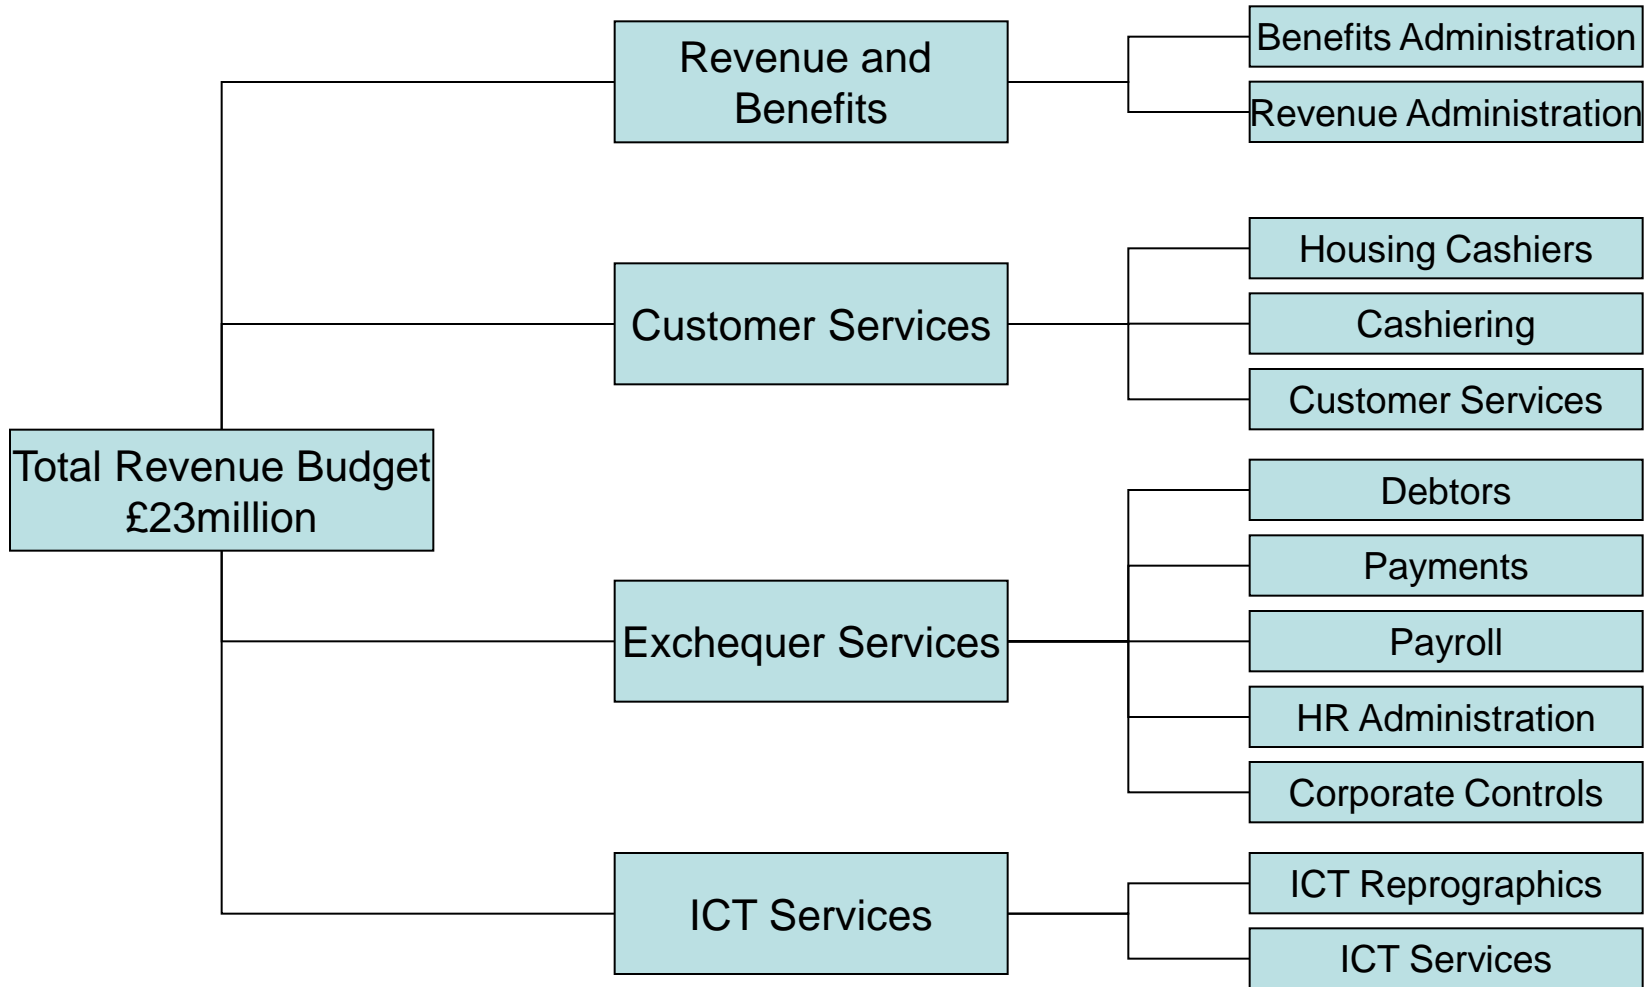 Revenue and
Benefits
Benefits Administration
Revenue Administration
Customer Services
Housing Cashiers
Cashiering
Customer Services
Total Revenue Budget
£23million
Exchequer Services
Debtors
Payments
Payroll
HR Administration
Corporate Controls
ICT Services
ICT Reprographics
ICT Services